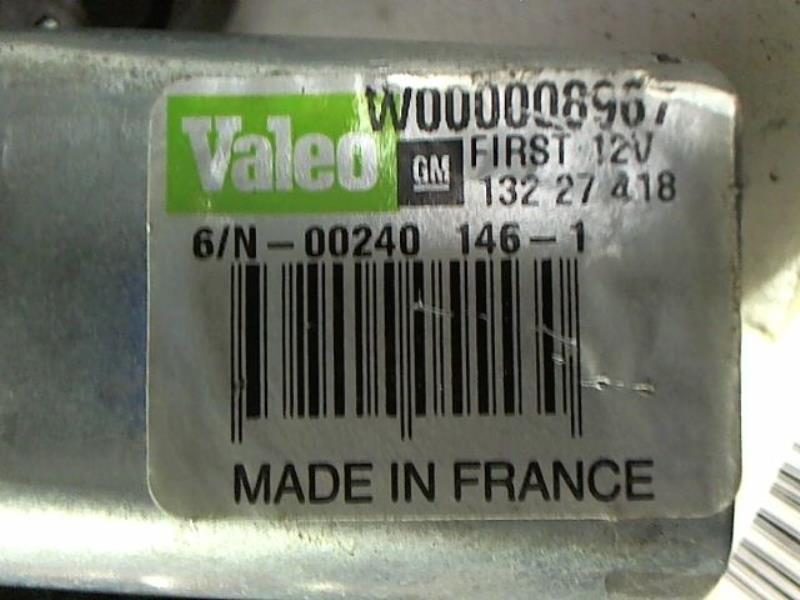 Valeo W000008967
GM FIRST 12V
132 27 418
6/N-00240 146-1
MADE IN FRANCE